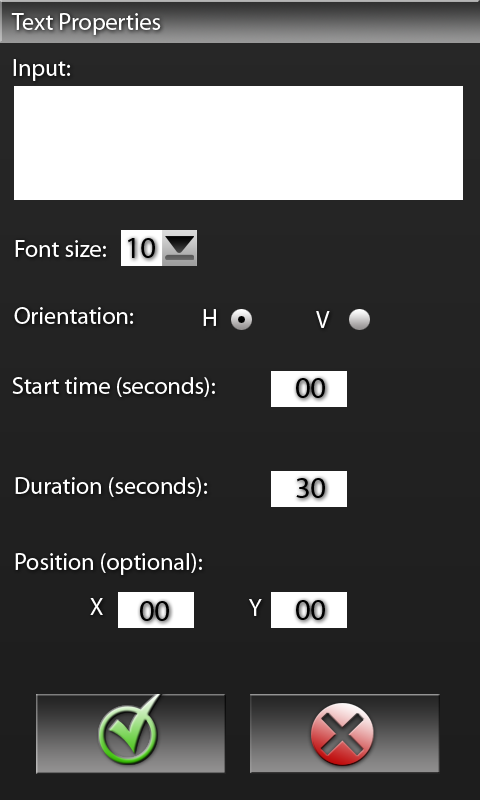 Text Properties
Input:
Font size: 10
Orientation: H V
Start time (seconds): 00
Duration (seconds): 30
Position (optional):
X 00 Y 00